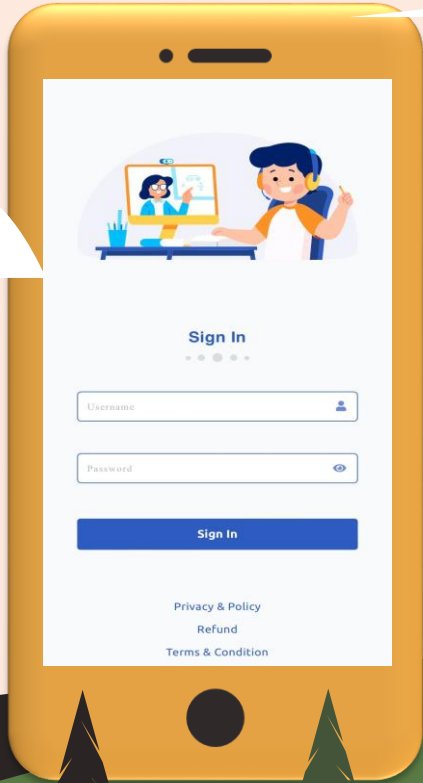 Sign In
Username
Password
Sign In
Privacy & Policy
Refund
Terms & Condition